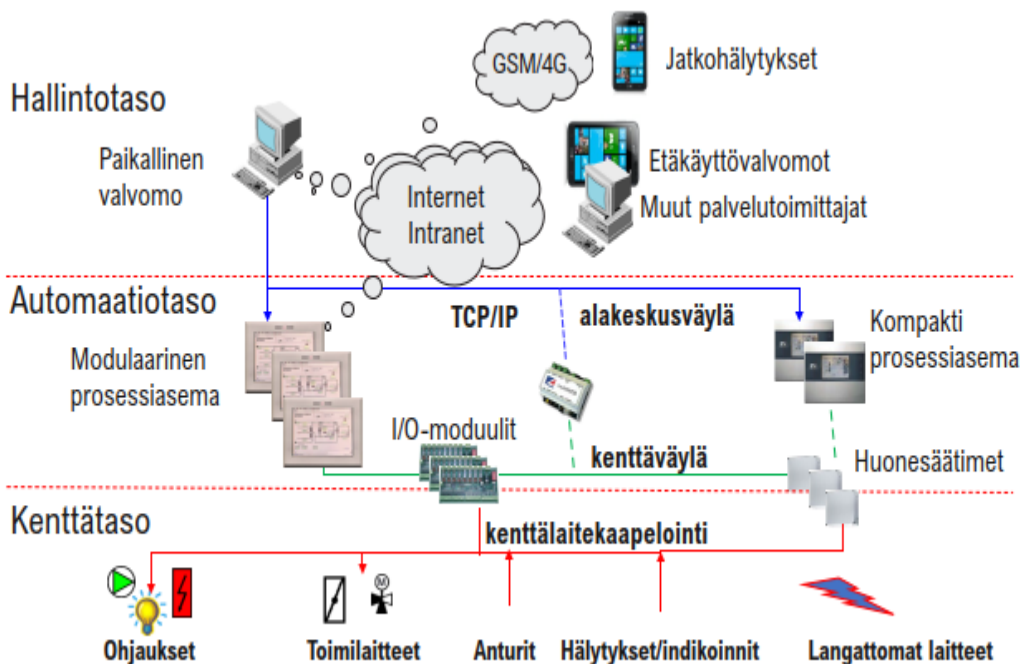 GSM/4G
Jatkohälytykset
Hallintotaso
Paikallinen
valvomo
Internet
Intranet
Etäkäyttövalvomot
Muut palvelutoimittajat
Automaatiotaso
TCP/IP
alakeskusväylä
Kompakti
prosessiasema
Modulaarinen
prosessiasema
I/O-moduulit
kenttäväylä
Huonesäätimet
Kenttätaso
kenttälaitekaapelointi
M
Ohjaukset
Toimilaitteet
Anturit
Hälytykset/indikoinnit
Langattomat laitteet